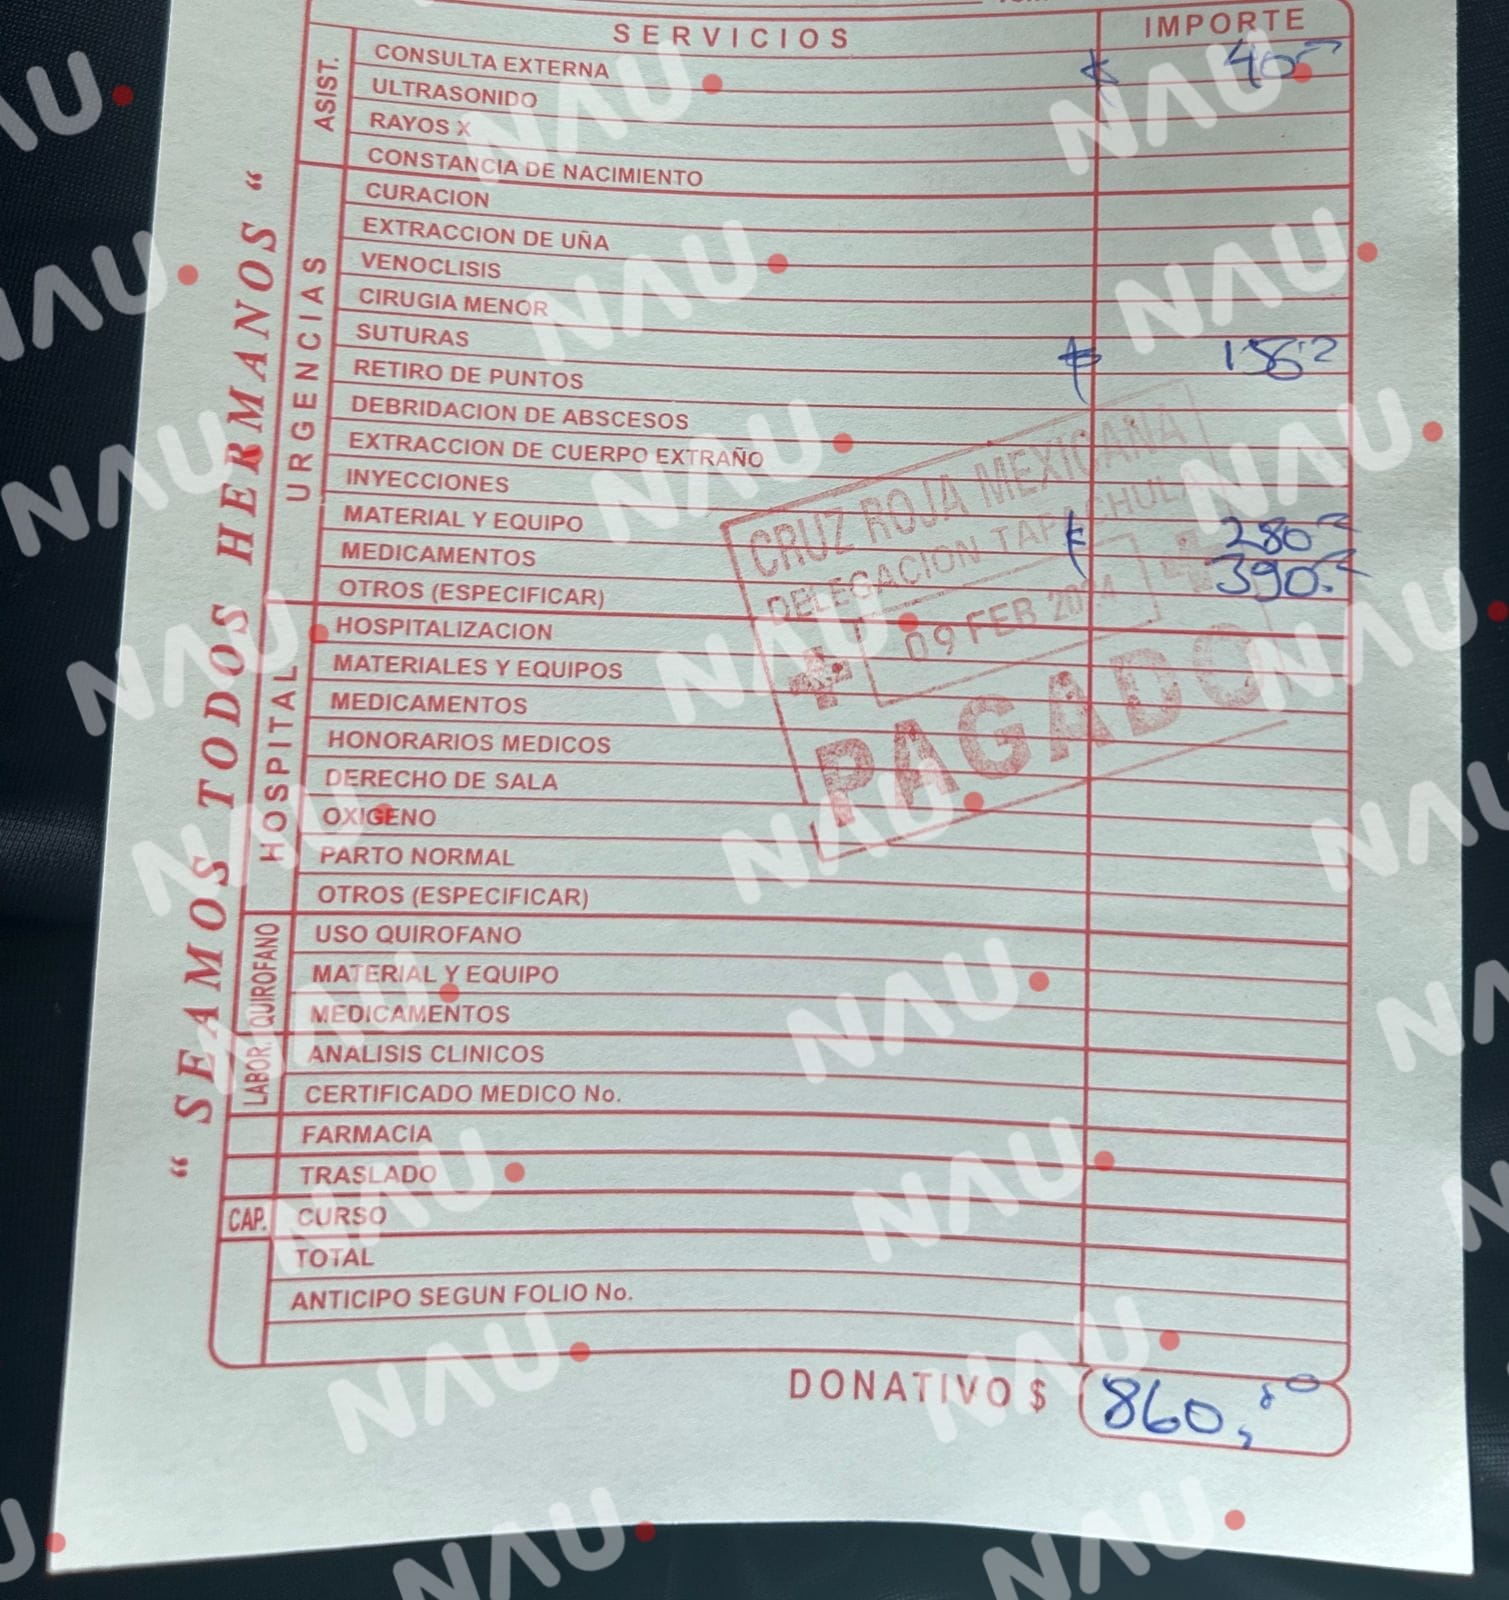 SERVICIOS IMPORTE
ASIST.
CONSULTA EXTERNA $ 40.-
ULTRASONIDO
RAYOS X
CONSTANCIA DE NACIMIENTO
URGENCIAS
CURACION
EXTRACCION DE UÑA
VENOCLISIS
CIRUGIA MENOR
SUTURAS $ 150.-
RETIRO DE PUNTOS
DEBRIDACION DE ABSCESOS
EXTRACCION DE CUERPO EXTRAÑO
INYECCIONES
MATERIAL Y EQUIPO $ 280.-
MEDICAMENTOS 390.-
OTROS (ESPECIFICAR)
HOSPITAL
HOSPITALIZACION
MATERIALES Y EQUIPOS
MEDICAMENTOS
HONORARIOS MEDICOS
DERECHO DE SALA
OXIGENO
PARTO NORMAL
OTROS (ESPECIFICAR)
QUIROFANO
USO QUIROFANO
MATERIAL Y EQUIPO
MEDICAMENTOS
LABOR.
ANALISIS CLINICOS
CERTIFICADO MEDICO No.
FARMACIA
TRASLADO
CAP. CURSO
TOTAL
ANTICIPO SEGUN FOLIO No.
DONATIVO $ 860,00
" SEAMOS TODOS HERMANOS "
CRUZ ROJA MEXICANA
DELEGACION TAPACHULA
09 FEB 2024
PAGADO
NAU.